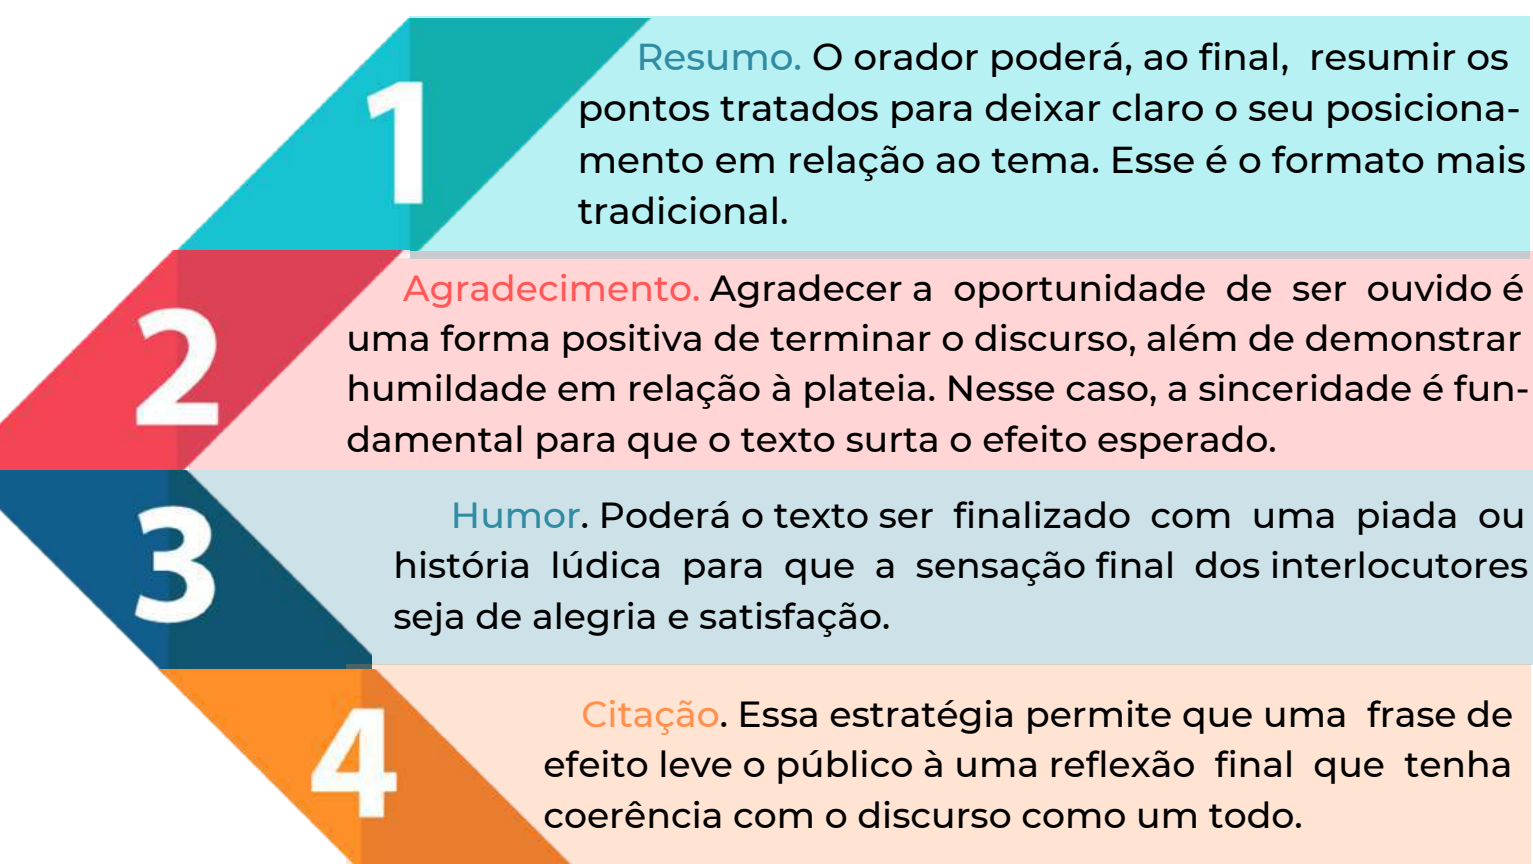 1
Resumo. O orador poderá, ao final, resumir os
pontos tratados para deixar claro o seu posiciona-
mento em relação ao tema. Esse é o formato mais
tradicional.
2
Agradecimento. Agradecer a oportunidade de ser ouvido é
uma forma positiva de terminar o discurso, além de demonstrar
humildade em relação à plateia. Nesse caso, a sinceridade é fun-
damental para que o texto surta o efeito esperado.
3
Humor. Poderá o texto ser finalizado com uma piada ou
história lúdica para que a sensação final dos interlocutores
seja de alegria e satisfação.
4
Citação. Essa estratégia permite que uma frase de
efeito leve o público à uma reflexão final que tenha
coerência com o discurso como um todo.